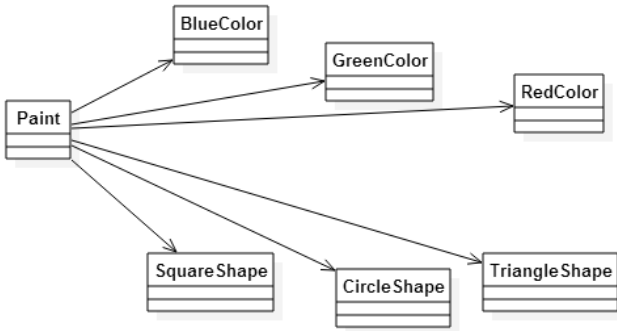 BlueColor
GreenColor
RedColor
Paint
SquareShape
CircleShape
TriangleShape